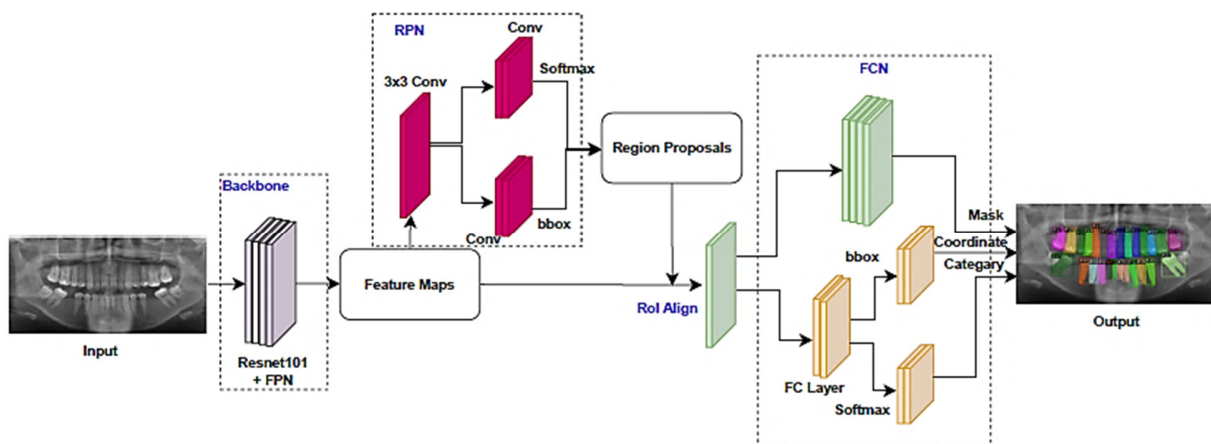 RPN
Conv
Softmax
3x3 Conv
Conv
bbox
Region Proposals
Backbone
Resnet101
+ FPN
Input
Feature Maps
RoI Align
FCN
FC Layer
bbox
Softmax
Mask
Coordinate
Categary
Output